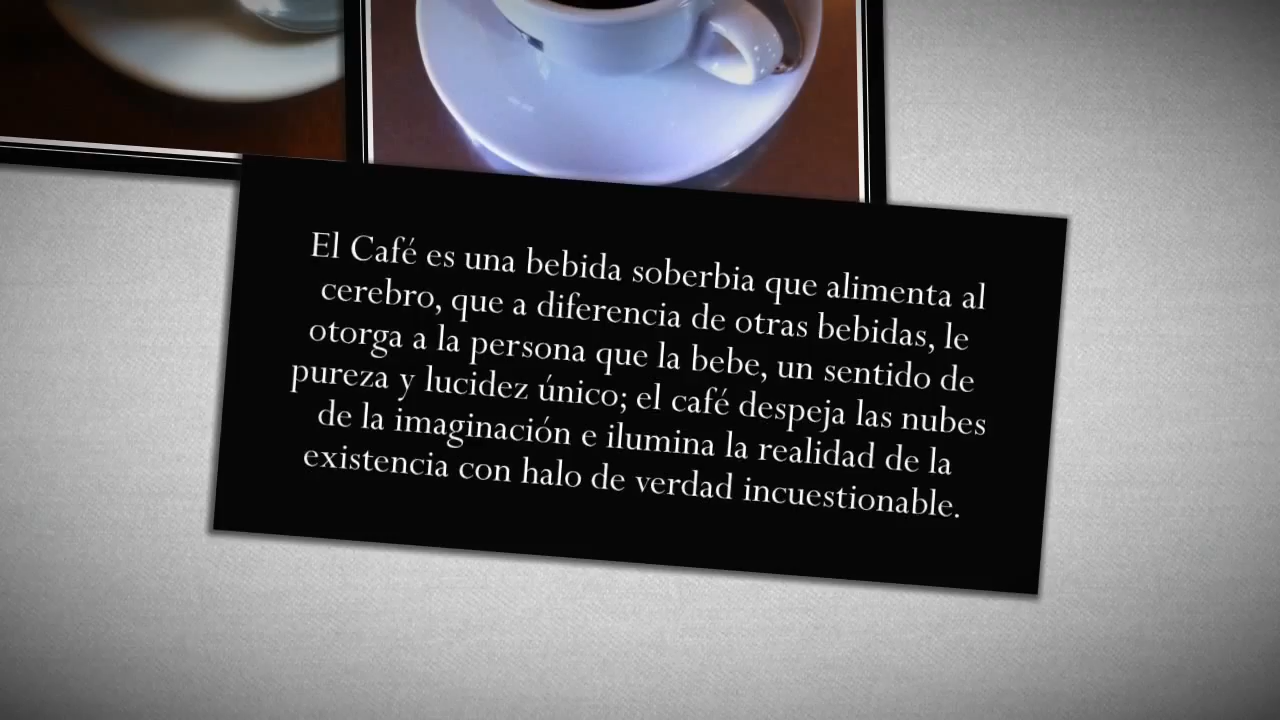 El Café es una bebida soberbia que alimenta al
cerebro, que a diferencia de otras bebidas, le
otorga a la persona que la bebe, un sentido de
pureza y lucidez único; el café despeja las nubes
de la imaginación e ilumina la realidad de la
existencia con halo de verdad incuestionable.